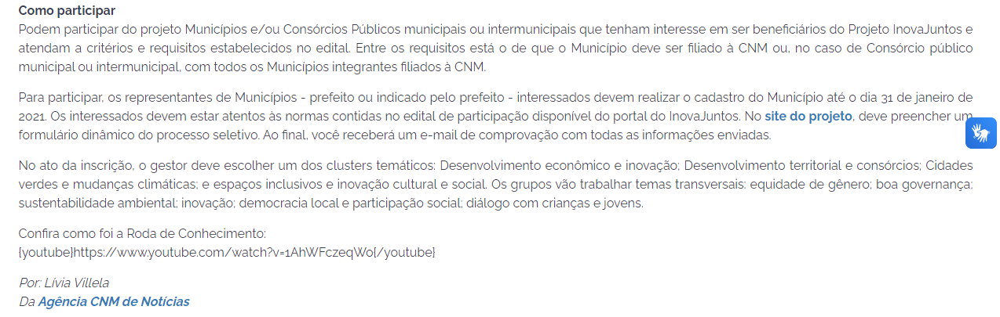 Como participar
Podem participar do projeto Municípios e/ou Consórcios Públicos municipais ou intermunicipais que tenham interesse em ser beneficiários do Projeto InovaJuntos e
atendam a critérios e requisitos estabelecidos no edital. Entre os requisitos está o de que o Município deve ser filiado à CNM ou, no caso de Consórcio público
municipal ou intermunicipal, com todos os Municípios integrantes filiados à CNM.
Para participar, os representantes de Municípios - prefeito ou indicado pelo prefeito - interessados devem realizar o cadastro do Município até o dia 31 de janeiro de
2021. Os interessados devem estar atentos às normas contidas no edital de participação disponível do portal do InovaJuntos. No site do projeto, deve preencher um
formulário dinâmico do processo seletivo. Ao final, você receberá um e-mail de comprovação com todas as informações enviadas.
No ato da inscrição, o gestor deve escolher um dos clusters temáticos: Desenvolvimento econômico e inovação; Desenvolvimento territorial e consórcios; Cidades
verdes e mudanças climáticas; e espaços inclusivos e inovação cultural e social. Os grupos vão trabalhar temas transversais: equidade de gênero; boa governança;
sustentabilidade ambiental; inovação; democracia local e participação social; diálogo com crianças e jovens.
Confira como foi a Roda de Conhecimento:
{youtube}https://www.youtube.com/watch?v=1AhWFczeqWo{/youtube}
Por: Lívia Villela
Da Agência CNM de Notícias